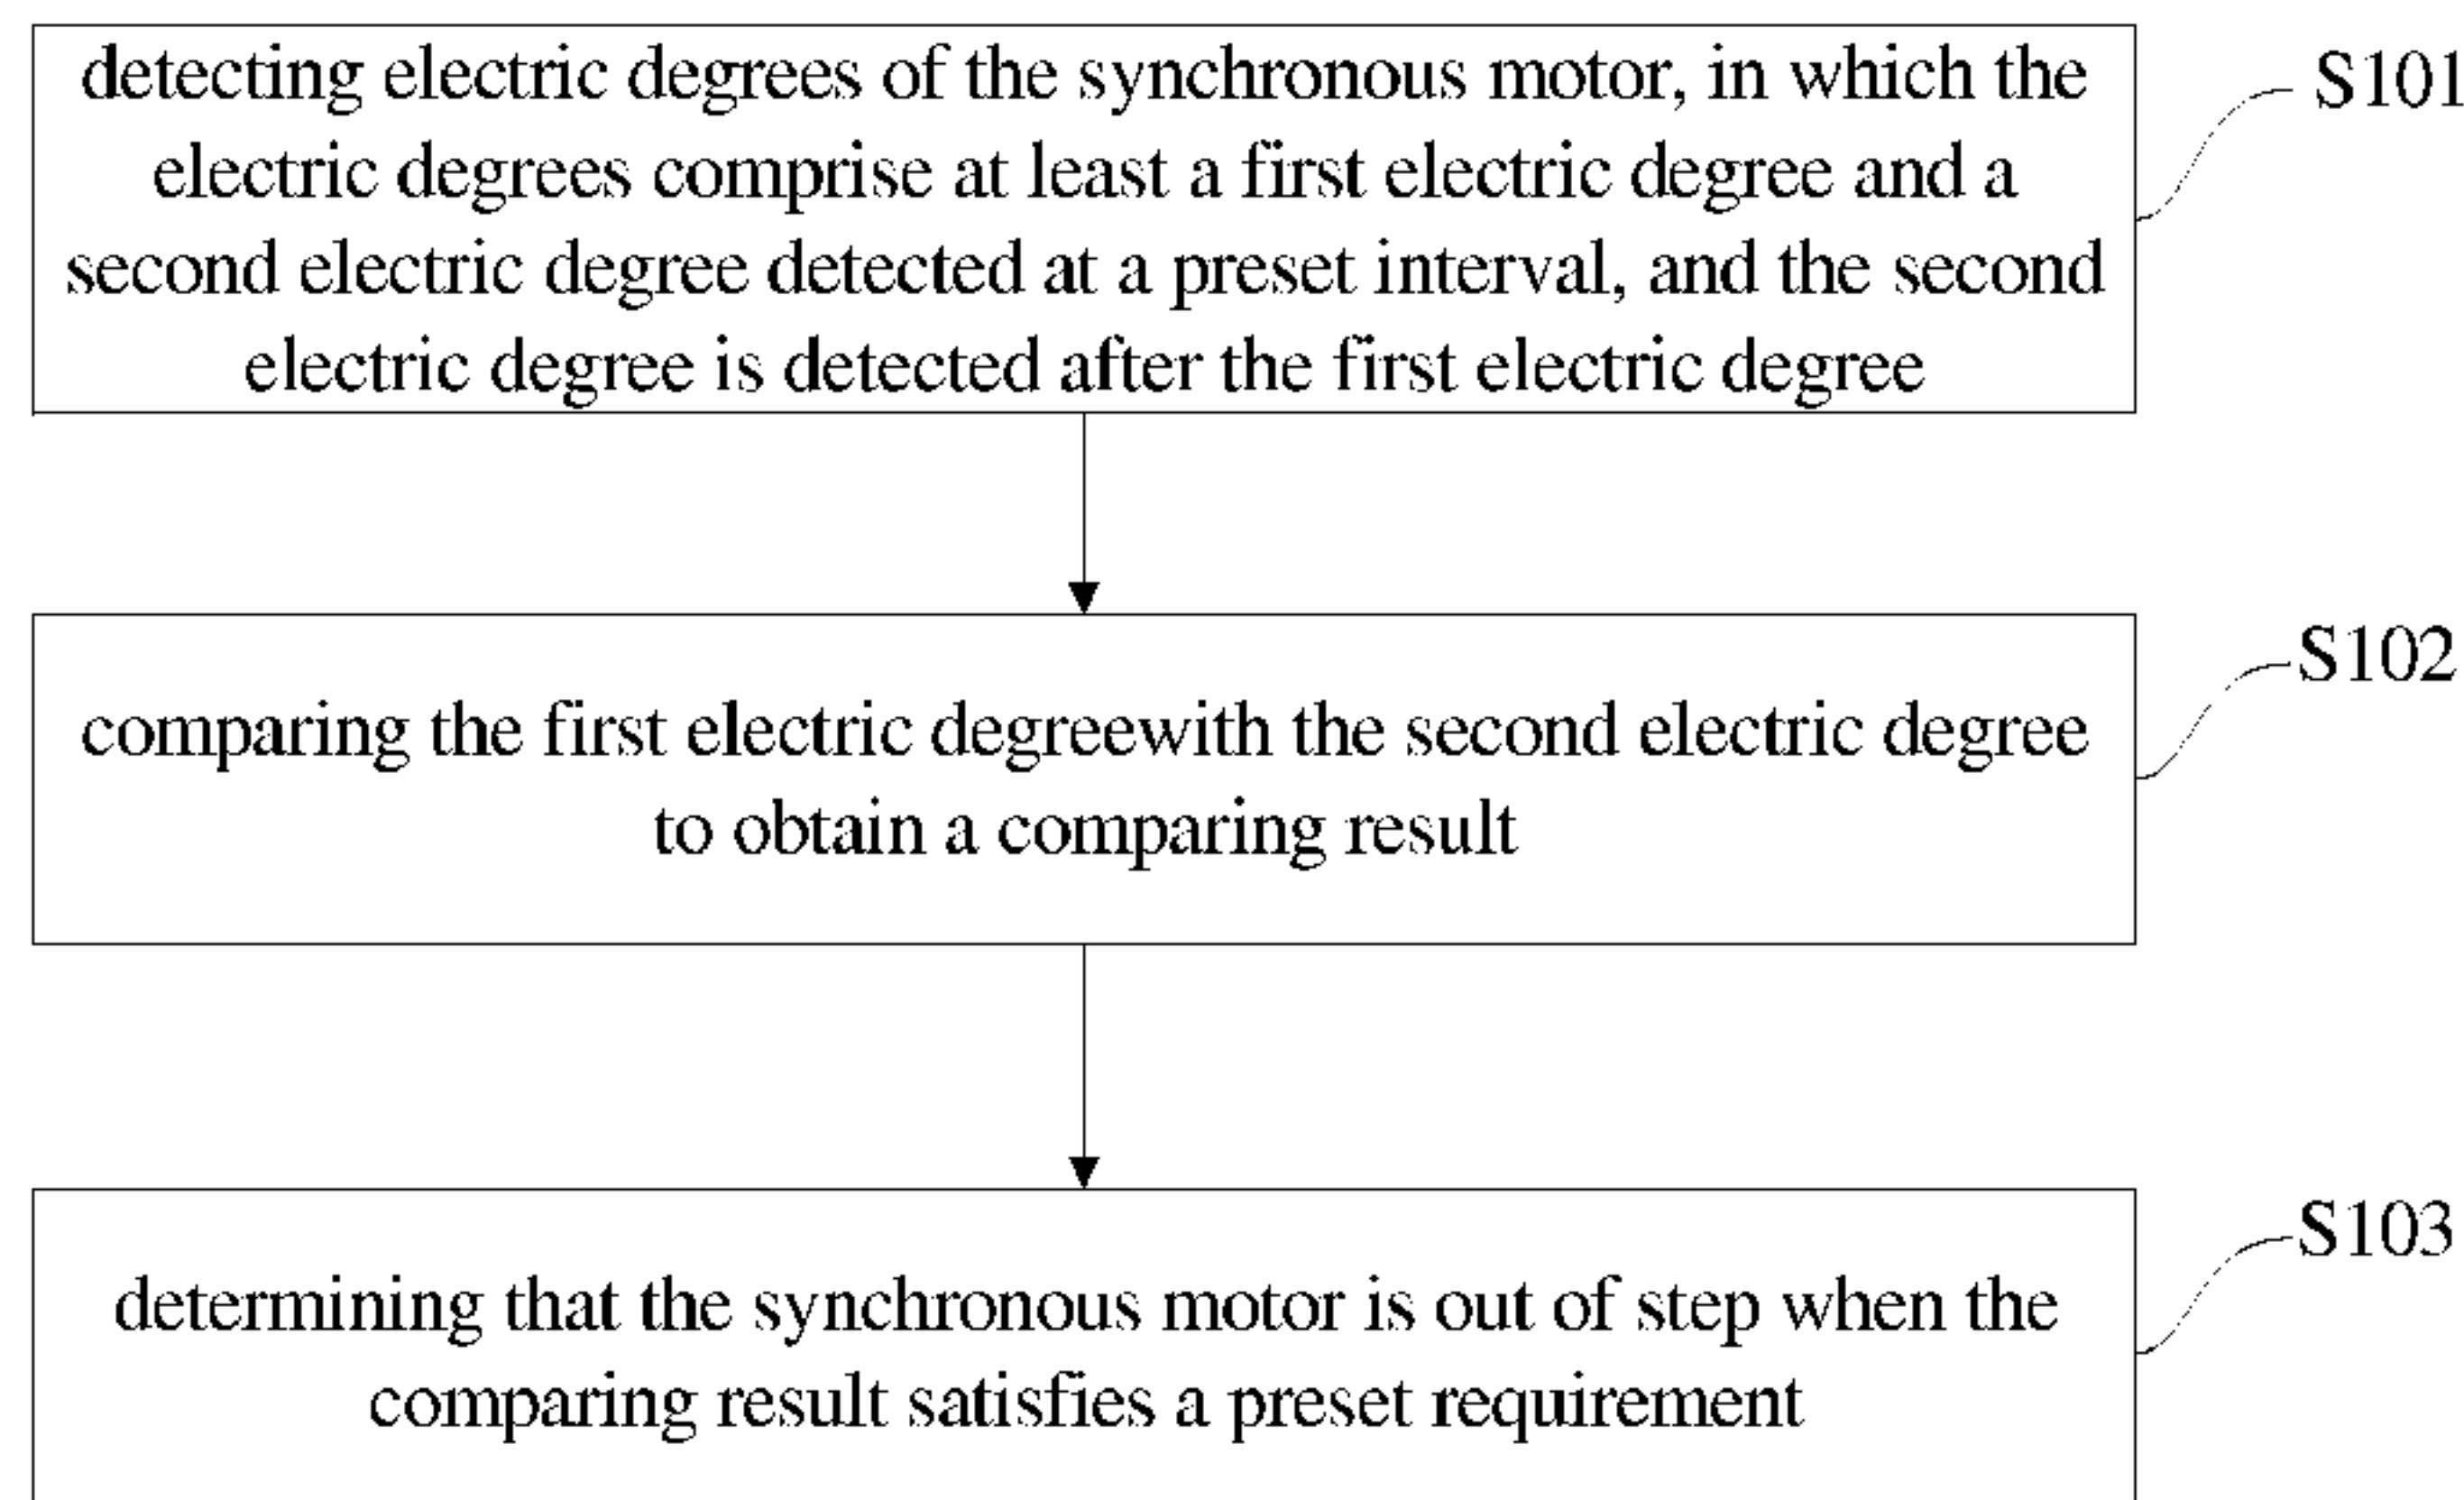 detecting electric degrees of the synchronous motor, in which the
electric degrees comprise at least a first electric degree and a
second electric degree detected at a preset interval, and the second
electric degree is detected after the first electric degree
S101
comparing the first electric degreewith the second electric degree
to obtain a comparing result
S102
determining that the synchronous motor is out of step when the
comparing result satisfies a preset requirement
S103